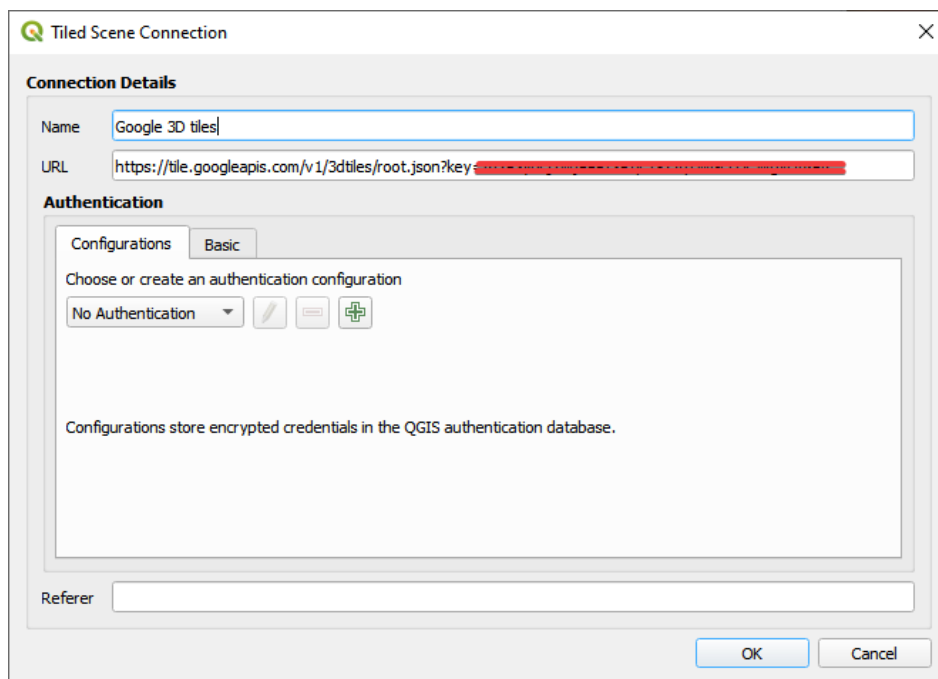 Tiled Scene Connection
Connection Details
Name Google 3D tiles
URL https://tile.googleapis.com/v1/3dtiles/root.json?key=
Authentication
Configurations Basic
Choose or create an authentication configuration
No Authentication
Configurations store encrypted credentials in the QGIS authentication database.
Referer
OK Cancel